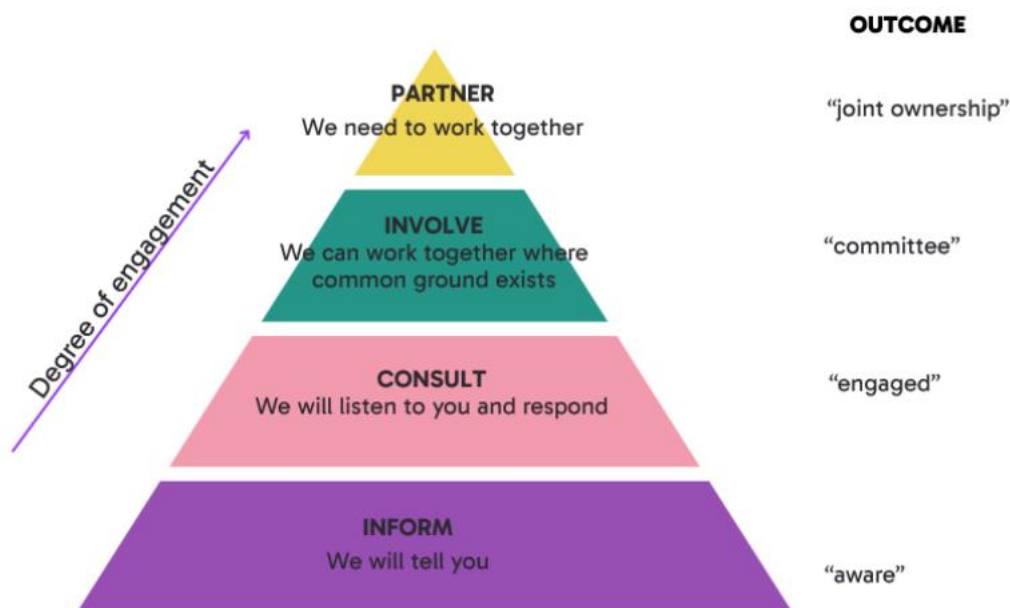 OUTCOME
PARTNER
We need to work together
“joint ownership”
Degree of engagement
INVOLVE
We can work together where
common ground exists
“committee”
CONSULT
We will listen to you and respond
“engaged”
INFORM
We will tell you
“aware”